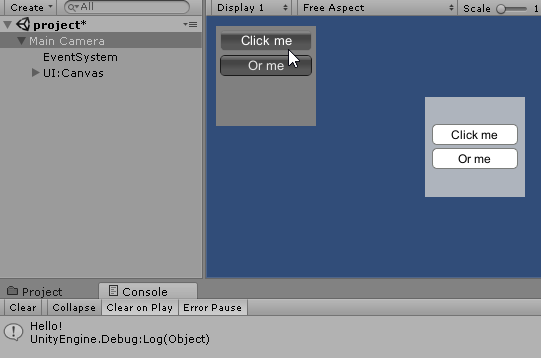 Create All Display 1 Free Aspect Scale
project*
Main Camera
EventSystem
UI:Canvas
Click me
Or me
Click me
Or me
Project Console
Clear Collapse Clear on Play Error Pause
Hello!
UnityEngine.Debug:Log(Object)